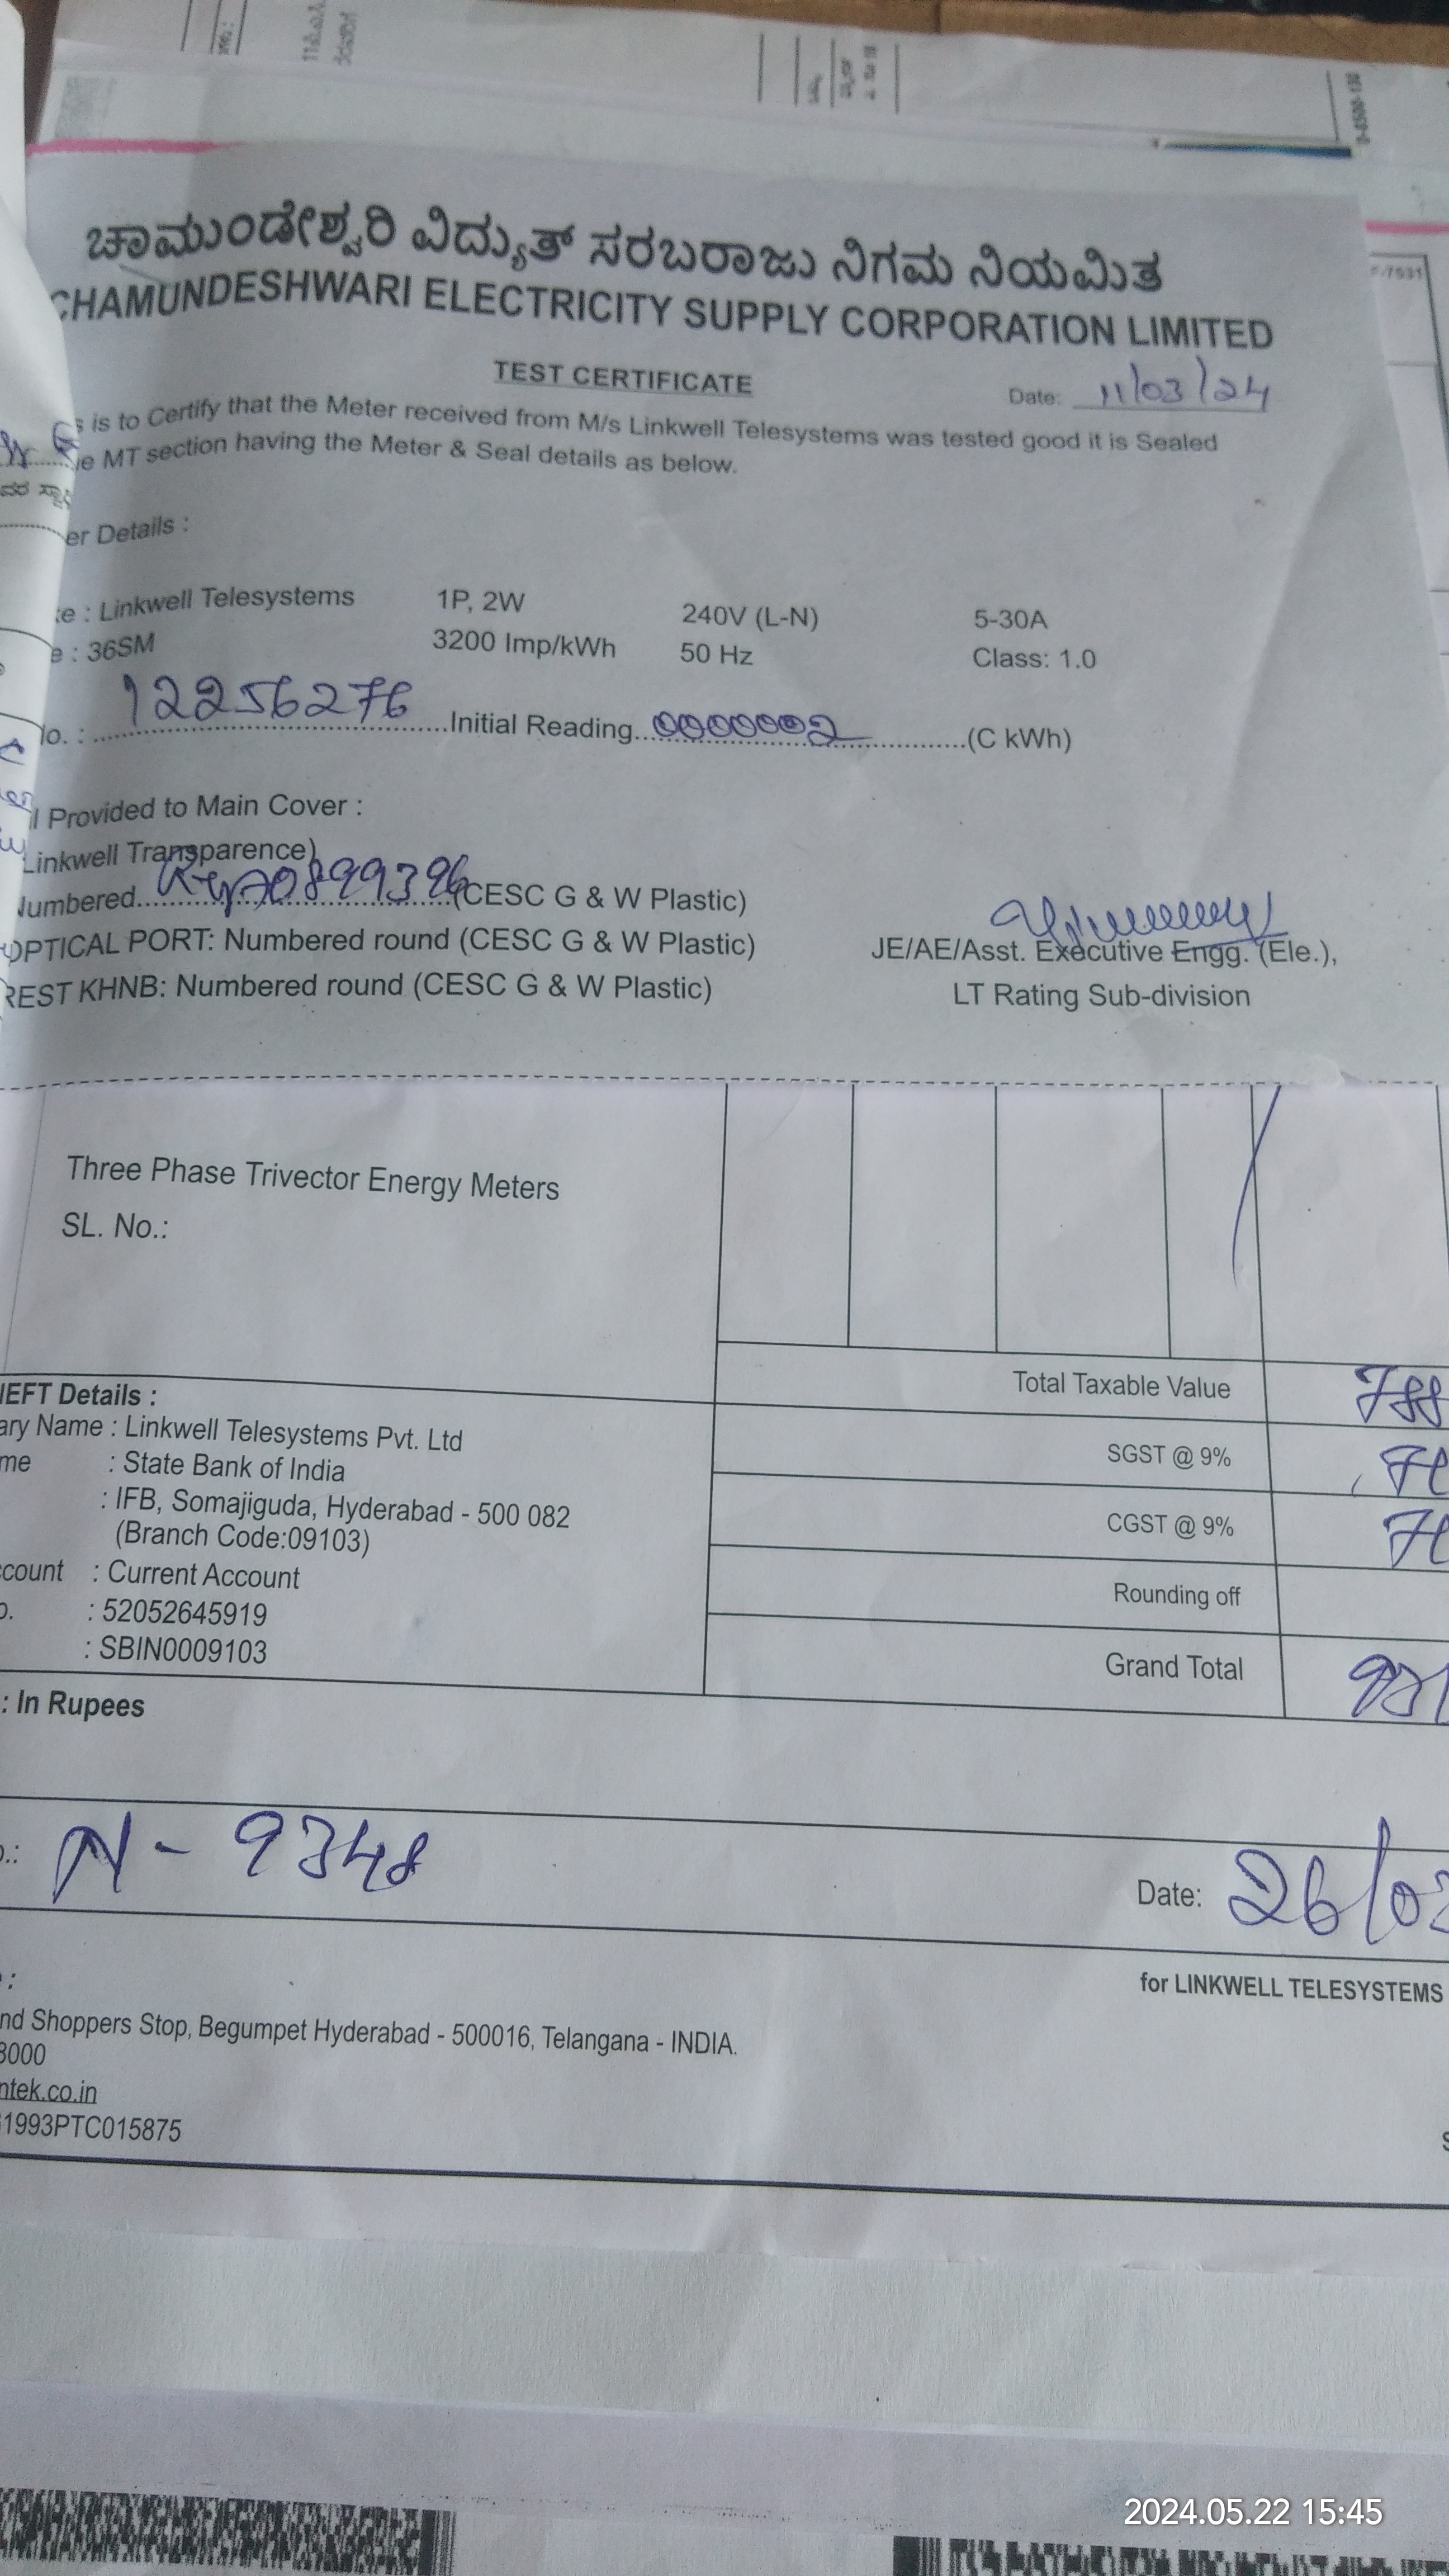 ಚಾಮುಂಡೇಶ್ವರಿ ವಿದ್ಯುತ್ ಸರಬರಾಜು ನಿಗಮ ನಿಯಮಿತ
CHAMUNDESHWARI ELECTRICITY SUPPLY CORPORATION LIMITED
TEST CERTIFICATE
Date: 11/03/24
is to Certify that the Meter received from M/s Linkwell Telesystems was tested good it is Sealed
MT section having the Meter & Seal details as below.
Details :
: Linkwell Telesystems 1P, 2W 240V (L-N) 5-30A
: 36SM 3200 Imp/kWh 50 Hz Class: 1.0
12256276 Initial Reading 0000002 (C kWh)
Provided to Main Cover :
Linkwell Transparence)
Numbered 0899396 (CESC G & W Plastic)
OPTICAL PORT: Numbered round (CESC G & W Plastic) JE/AE/Asst. Executive Engg. (Ele.),
REST KHNB: Numbered round (CESC G & W Plastic) LT Rating Sub-division
Three Phase Trivector Energy Meters
SL. No.:
Total Taxable Value 788
SGST @ 9%
CGST @ 9%
Rounding off
Grand Total 931
Details :
Name : Linkwell Telesystems Pvt. Ltd
: State Bank of India
: IFB, Somajiguda, Hyderabad - 500 082
(Branch Code:09103)
: Current Account
: 52052645919
: SBIN0009103
: In Rupees
N - 9348
Date: 26/03
for LINKWELL TELESYSTEMS
Shoppers Stop, Begumpet Hyderabad - 500016, Telangana - INDIA.
3000
ntek.co.in
1993PTC015875
2024.05.22 15:45